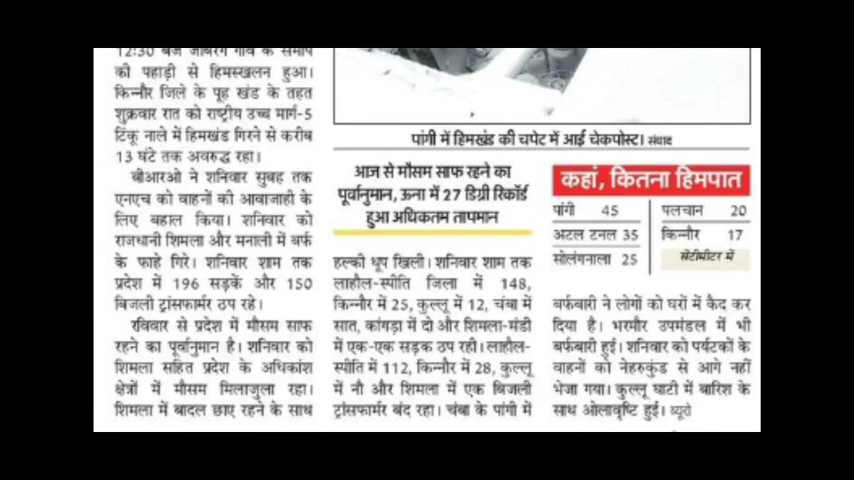 12:30 बजे जोबरंग गांव के समीप
की पहाड़ी से हिमस्खलन हुआ।
किन्नौर जिले के पूह खंड के तहत
शुक्रवार रात को राष्ट्रीय उच्च मार्ग-5
टिंकू नाले में हिमखंड गिरने से करीब
13 घंटे तक अवरुद्ध रहा।
बीआरओ ने शनिवार सुबह तक
एनएच को वाहनों की आवाजाही के
लिए बहाल किया। शनिवार को
राजधानी शिमला और मनाली में बर्फ
के फाहे गिरे। शनिवार शाम तक
प्रदेश में 196 सड़कें और 150
बिजली ट्रांसफार्मर ठप रहे।
रविवार से प्रदेश में मौसम साफ
रहने का पूर्वानुमान है। शनिवार को
शिमला सहित प्रदेश के अधिकांश
क्षेत्रों में मौसम मिलाजुला रहा।
शिमला में बादल छाए रहने के साथ
पांगी में हिमखंड की चपेट में आई चेकपोस्ट। संवाद
आज से मौसम साफ रहने का
पूर्वानुमान, ऊना में 27 डिग्री रिकॉर्ड
हुआ अधिकतम तापमान
हल्की धूप खिली। शनिवार शाम तक
लाहौल-स्पीति जिला में 148,
किन्नौर में 25, कुल्लू में 12, चंबा में
सात, कांगड़ा में दो और शिमला-मंडी
में एक-एक सड़क ठप रही। लाहौल-
स्पीति में 112, किन्नौर में 28, कुल्लू
में नौ और शिमला में एक बिजली
ट्रांसफार्मर बंद रहा। चंबा के पांगी में
कहां, कितना हिमपात
पांगी 45
अटल टनल 35
सोलंगनाला 25
पलचान 20
किन्नौर 17
सेंटीमीटर में
बर्फबारी ने लोगों को घरों में कैद कर
दिया है। भरमौर उपमंडल में भी
बर्फबारी हुई। शनिवार को पर्यटकों के
वाहनों को नेहरुकुंड से आगे नहीं
भेजा गया। कुल्लू घाटी में बारिश के
साथ ओलावृष्टि हुई। ब्यूरो